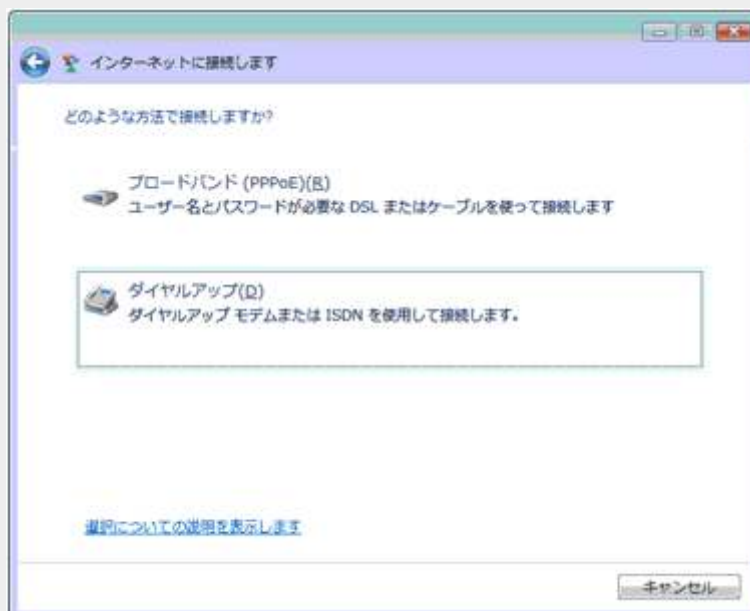 インターネットに接続します
どのような方法で接続しますか?
ブロードバンド (PPPoE)(R)
ユーザー名とパスワードが必要な DSL またはケーブルを使って接続します
ダイヤルアップ(D)
ダイヤルアップ モデムまたは ISDN を使用して接続します。
選択についての説明を表示します
キャンセル